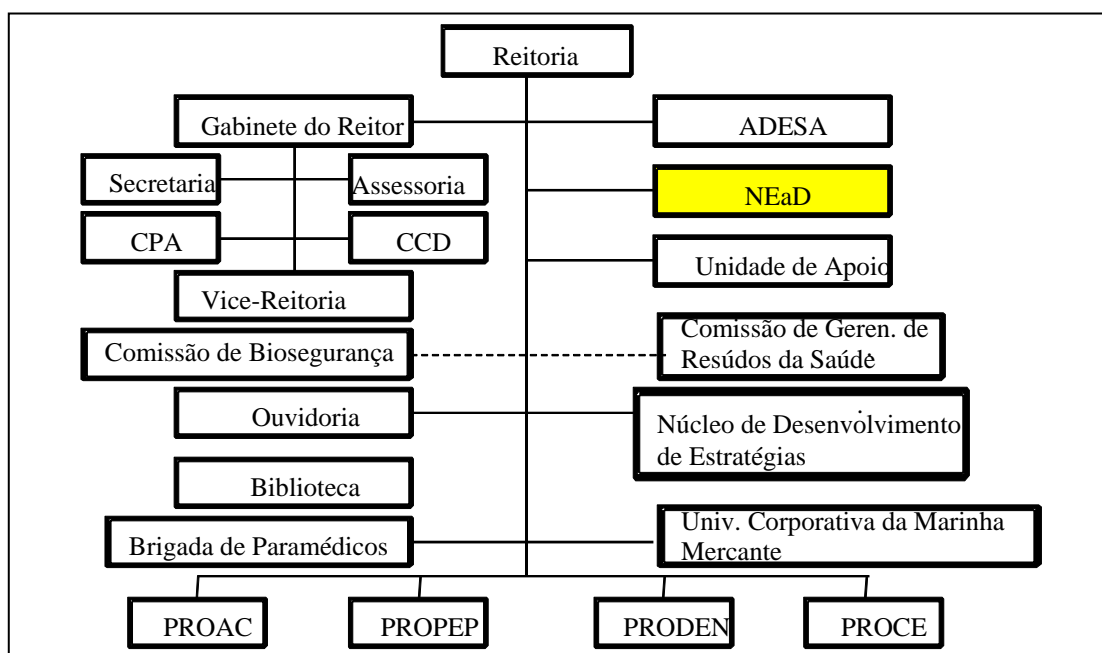 Reitoria
Gabinete do Reitor
ADESA
Secretaria
Assessoria
NEaD
CPA
CCD
Unidade de Apoio
Vice-Reitoria
Comissão de Biosegurança
Comissão de Geren. de
Resúdos da Saúde
Ouvidoria
Núcleo de Desenvolvimento
de Estratégias
Biblioteca
Brigada de Paramédicos
Univ. Corporativa da Marinha
Mercante
PROAC
PROPEP
PRODEN
PROCE